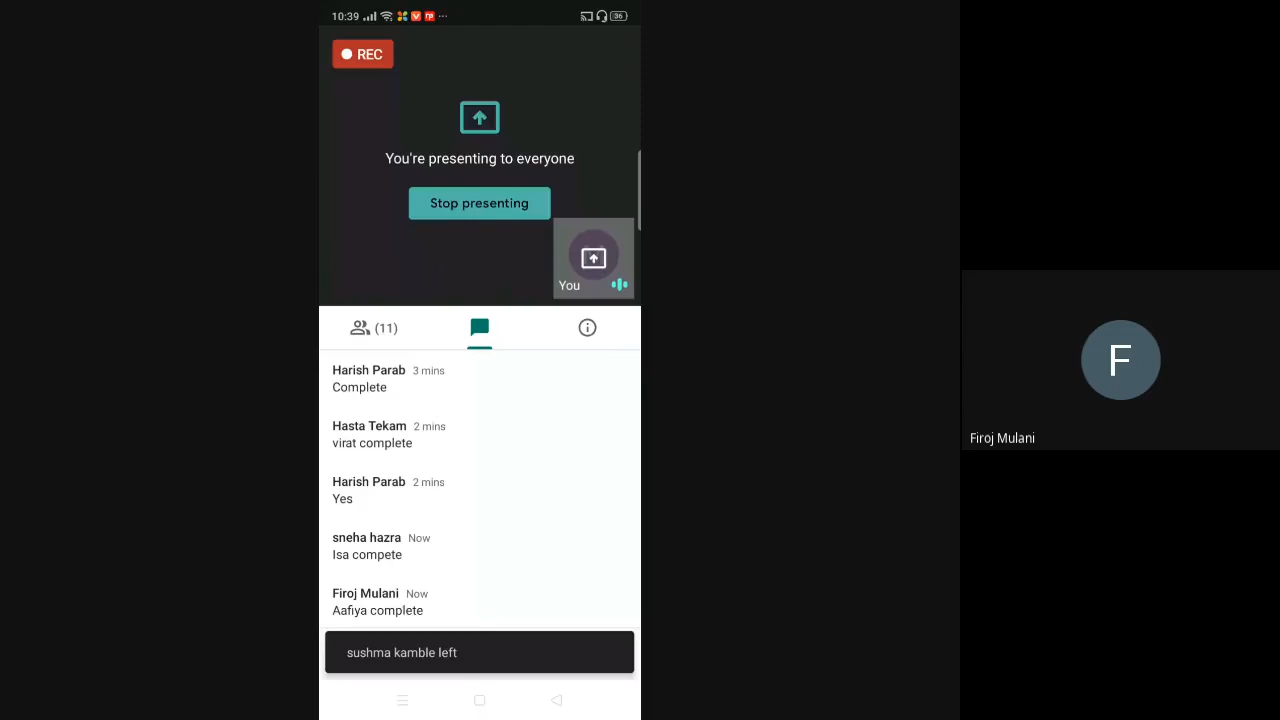 10:39
36
REC
You're presenting to everyone
Stop presenting
You
(11)
Harish Parab 3 mins
Complete
Hasta Tekam 2 mins
virat complete
Harish Parab 2 mins
Yes
sneha hazra Now
Isa compete
Firoj Mulani Now
Aafiya complete
sushma kamble left
F
Firoj Mulani